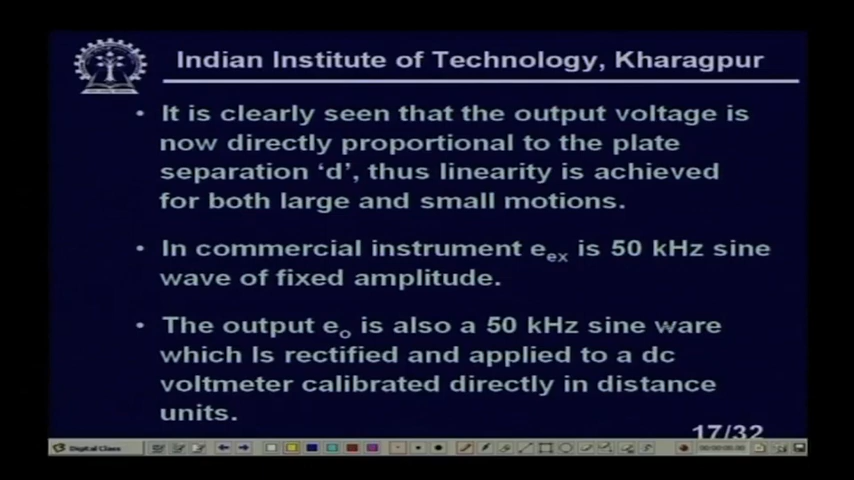 Indian Institute of Technology, Kharagpur
• It is clearly seen that the output voltage is
now directly proportional to the plate
separation ‘d’, thus linearity is achieved
for both large and small motions.
• In commercial instrument eex is 50 kHz sine
wave of fixed amplitude.
• The output eo is also a 50 kHz sine ware
which Is rectified and applied to a dc
voltmeter calibrated directly in distance
units.
17/32
Digital Class